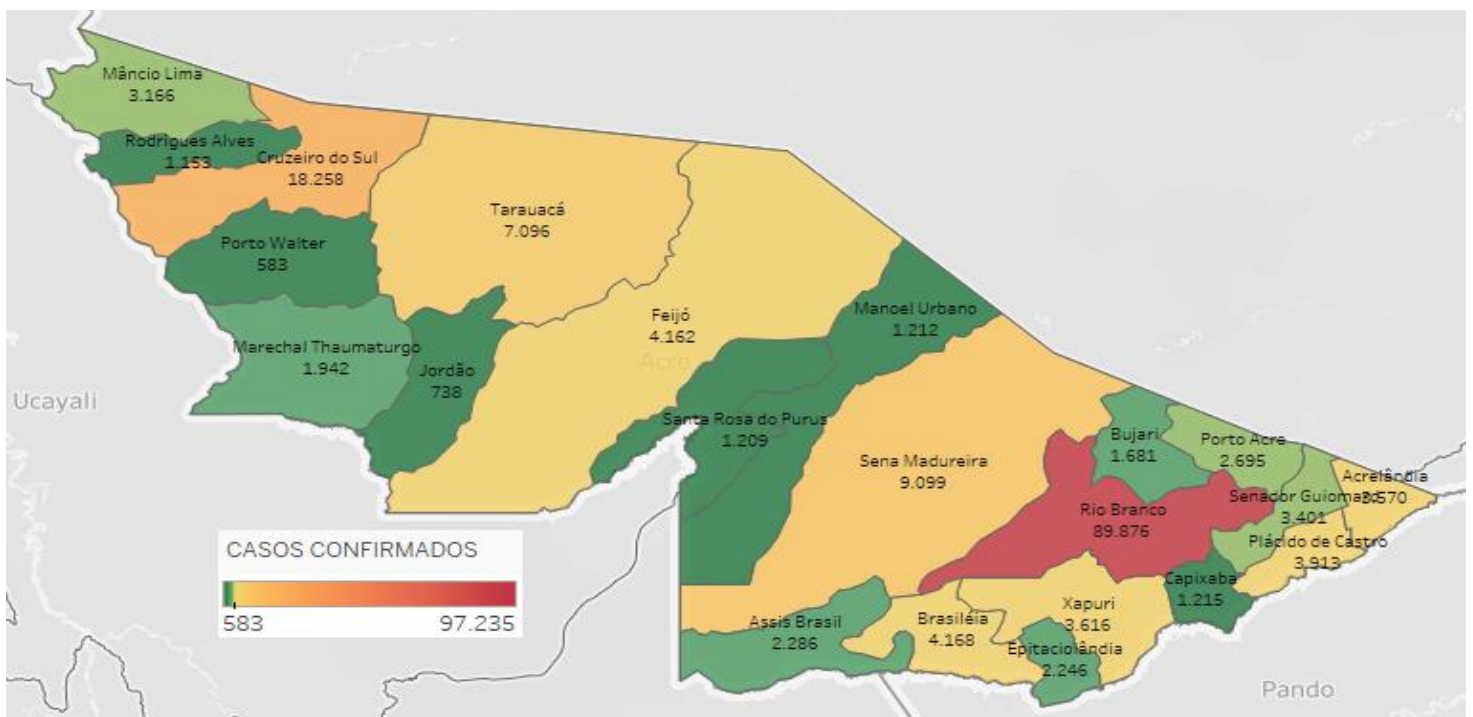 Mâncio Lima
3.166
Rodrigues Alves
1.153
Cruzeiro do Sul
18.258
Tarauacá
7.096
Porto Walter
583
Feijó
4.162
Manoel Urbano
1.212
Marechal Thaumaturgo
1.942
Jordão
738
Acre
Ucayali
Santa Rosa do Purus
1.209
Sena Madureira
9.099
Bujari
1.681
Porto Acre
2.695
Acrelândia
3.570
Senador Guiomard
3.401
Rio Branco
89.876
Plácido de Castro
3.913
Capixaba
1.215
Xapuri
3.616
Assis Brasil
2.286
Brasiléia
4.168
Epitaciolândia
2.246
Pando
CASOS CONFIRMADOS
583
97.235